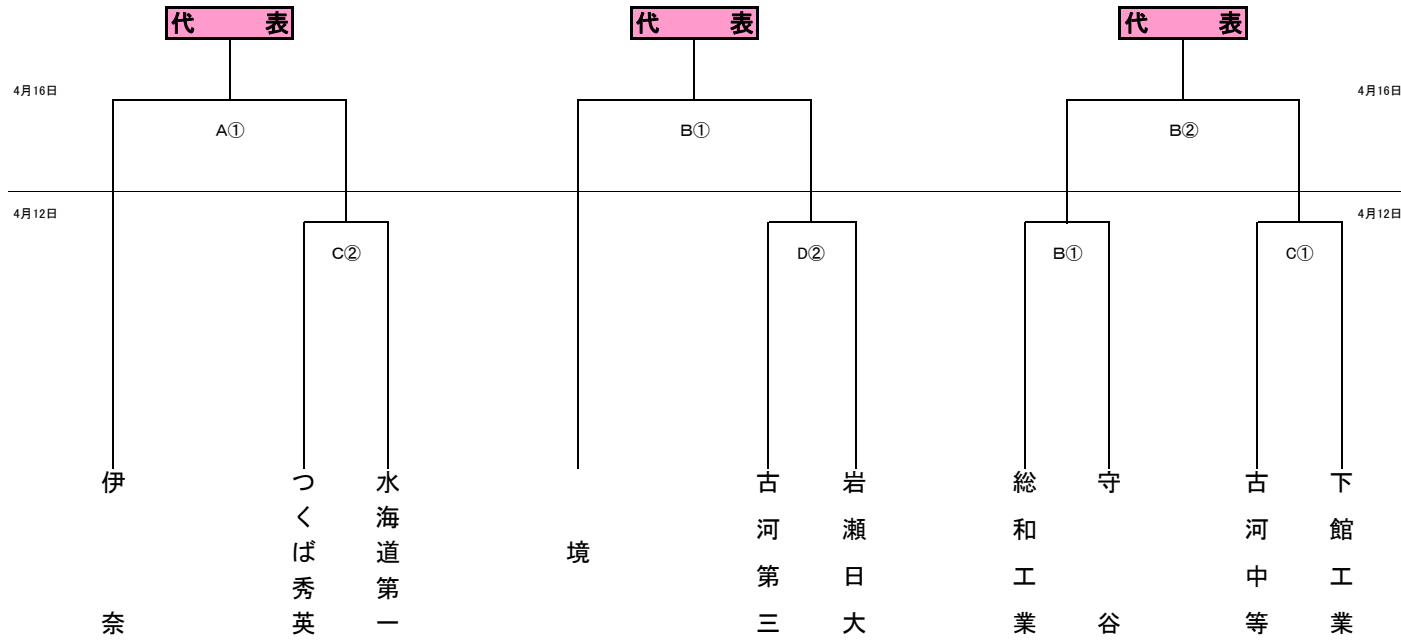 代　表
代　表
代　表
4月16日
4月16日
A①
B①
B②
4月12日
4月12日
C②
D②
B①
C①
伊奈
つくば秀英
水海道第一
境
古河第三
岩瀬日大
総和工業
守谷
古河中等
下館工業